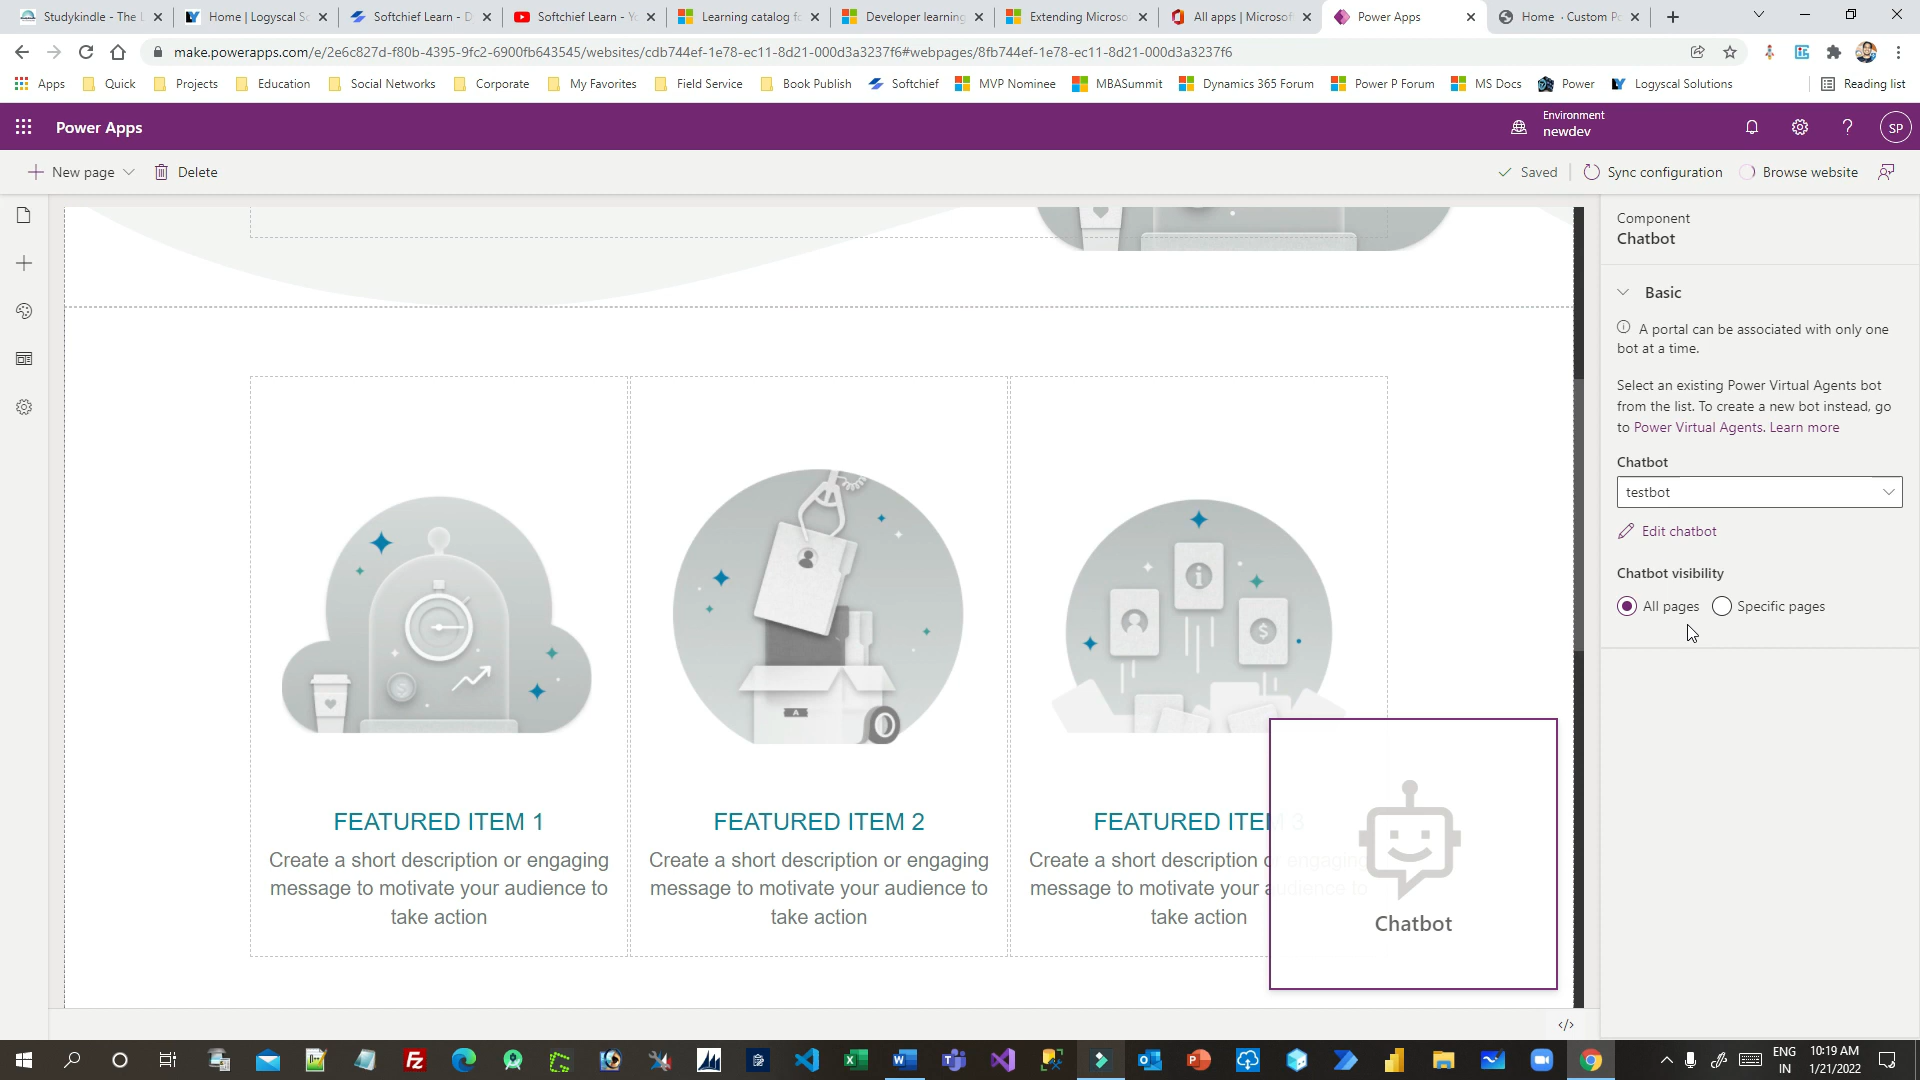 Studykindle - The
Home | Logyscal S
Softchief Learn - D
Softchief Learn - Y
Learning catalog f
Developer learning
Extending Microso
All apps | Microsof
Power Apps
Home · Custom P
make.powerapps.com/e/2e6c827d-f80b-4395-9fc2-6900fb643545/websites/cdb744ef-1e78-ec11-8d21-000d3a3237f6#webpages/8fb744ef-1e78-ec11-8d21-000d3a3237f6
Apps
Quick
Projects
Education
Social Networks
Corporate
My Favorites
Field Service
Book Publish
Softchief
MVP Nominee
MBASummit
Dynamics 365 Forum
Power P Forum
MS Docs
Power
Logyscal Solutions
Reading list
Power Apps
Environment
newdev
SP
New page
Delete
Saved
Sync configuration
Browse website
Component
Chatbot
Basic
A portal can be associated with only one
bot at a time.
Select an existing Power Virtual Agents bot
from the list. To create a new bot instead, go
to Power Virtual Agents. Learn more
Chatbot
testbot
Edit chatbot
Chatbot visibility
All pages
Specific pages
FEATURED ITEM 1
Create a short description or engaging
message to motivate your audience to
take action
FEATURED ITEM 2
Create a short description or engaging
message to motivate your audience to
take action
FEATURED ITEM 3
Create a short description or engaging
message to motivate your audience to
take action
Chatbot
</>
ENG
IN
10:19 AM
1/21/2022